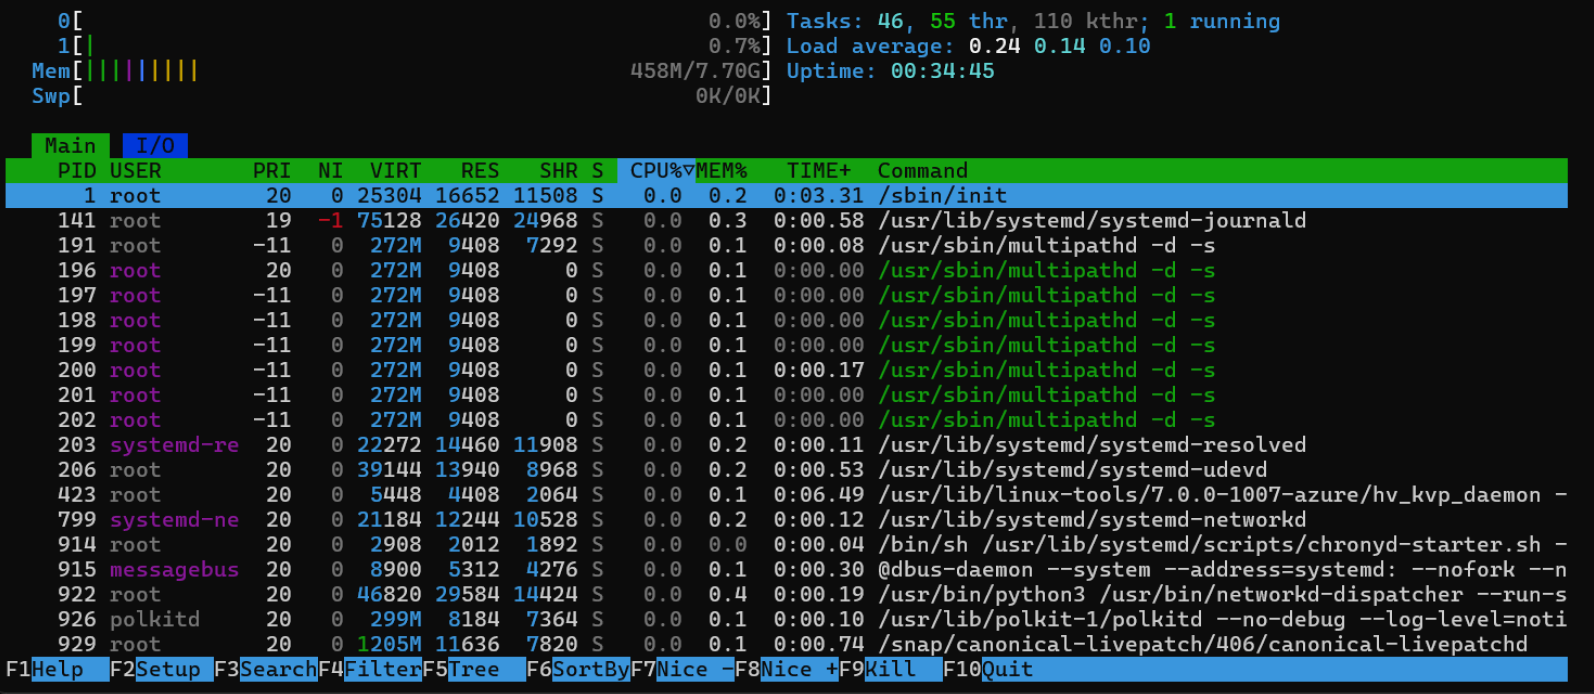 0[ 0.0%] Tasks: 46, 55 thr, 110 kthr; 1 running
1[| 0.7%] Load average: 0.24 0.14 0.10
Mem[|||||||||| 458M/7.70G] Uptime: 00:34:45
Swp[ 0K/0K]
Main I/O
PID USER PRI NI VIRT RES SHR S CPU%▽MEM% TIME+ Command
1 root 20 0 25304 16652 11508 S 0.0 0.2 0:03.31 /sbin/init
141 root 19 -1 75128 26420 24968 S 0.0 0.3 0:00.58 /usr/lib/systemd/systemd-journald
191 root -11 0 272M 9408 7292 S 0.0 0.1 0:00.08 /usr/sbin/multipathd -d -s
196 root 20 0 272M 9408 0 S 0.0 0.1 0:00.00 /usr/sbin/multipathd -d -s
197 root -11 0 272M 9408 0 S 0.0 0.1 0:00.00 /usr/sbin/multipathd -d -s
198 root -11 0 272M 9408 0 S 0.0 0.1 0:00.00 /usr/sbin/multipathd -d -s
199 root -11 0 272M 9408 0 S 0.0 0.1 0:00.00 /usr/sbin/multipathd -d -s
200 root -11 0 272M 9408 0 S 0.0 0.1 0:00.17 /usr/sbin/multipathd -d -s
201 root -11 0 272M 9408 0 S 0.0 0.1 0:00.00 /usr/sbin/multipathd -d -s
202 root -11 0 272M 9408 0 S 0.0 0.1 0:00.00 /usr/sbin/multipathd -d -s
203 systemd-re 20 0 22272 14460 11908 S 0.0 0.2 0:00.11 /usr/lib/systemd/systemd-resolved
206 root 20 0 39144 13940 8968 S 0.0 0.2 0:00.53 /usr/lib/systemd/systemd-udevd
423 root 20 0 5448 4408 2064 S 0.0 0.1 0:06.49 /usr/lib/linux-tools/7.0.0-1007-azure/hv_kvp_daemon -
799 systemd-ne 20 0 21184 12244 10528 S 0.0 0.2 0:00.12 /usr/lib/systemd/systemd-networkd
914 root 20 0 2908 2012 1892 S 0.0 0.0 0:00.04 /bin/sh /usr/lib/systemd/scripts/chronyd-starter.sh -
915 messagebus 20 0 8900 5312 4276 S 0.0 0.1 0:00.30 @dbus-daemon --system --address=systemd: --nofork --n
922 root 20 0 46820 29584 14424 S 0.0 0.4 0:00.19 /usr/bin/python3 /usr/bin/networkd-dispatcher --run-s
926 polkitd 20 0 299M 8184 7364 S 0.0 0.1 0:00.10 /usr/lib/polkit-1/polkitd --no-debug --log-level=noti
929 root 20 0 1205M 11636 7820 S 0.0 0.1 0:00.74 /snap/canonical-livepatch/406/canonical-livepatchd
F1Help F2Setup F3SearchF4FilterF5Tree F6SortByF7Nice -F8Nice +F9Kill F10Quit